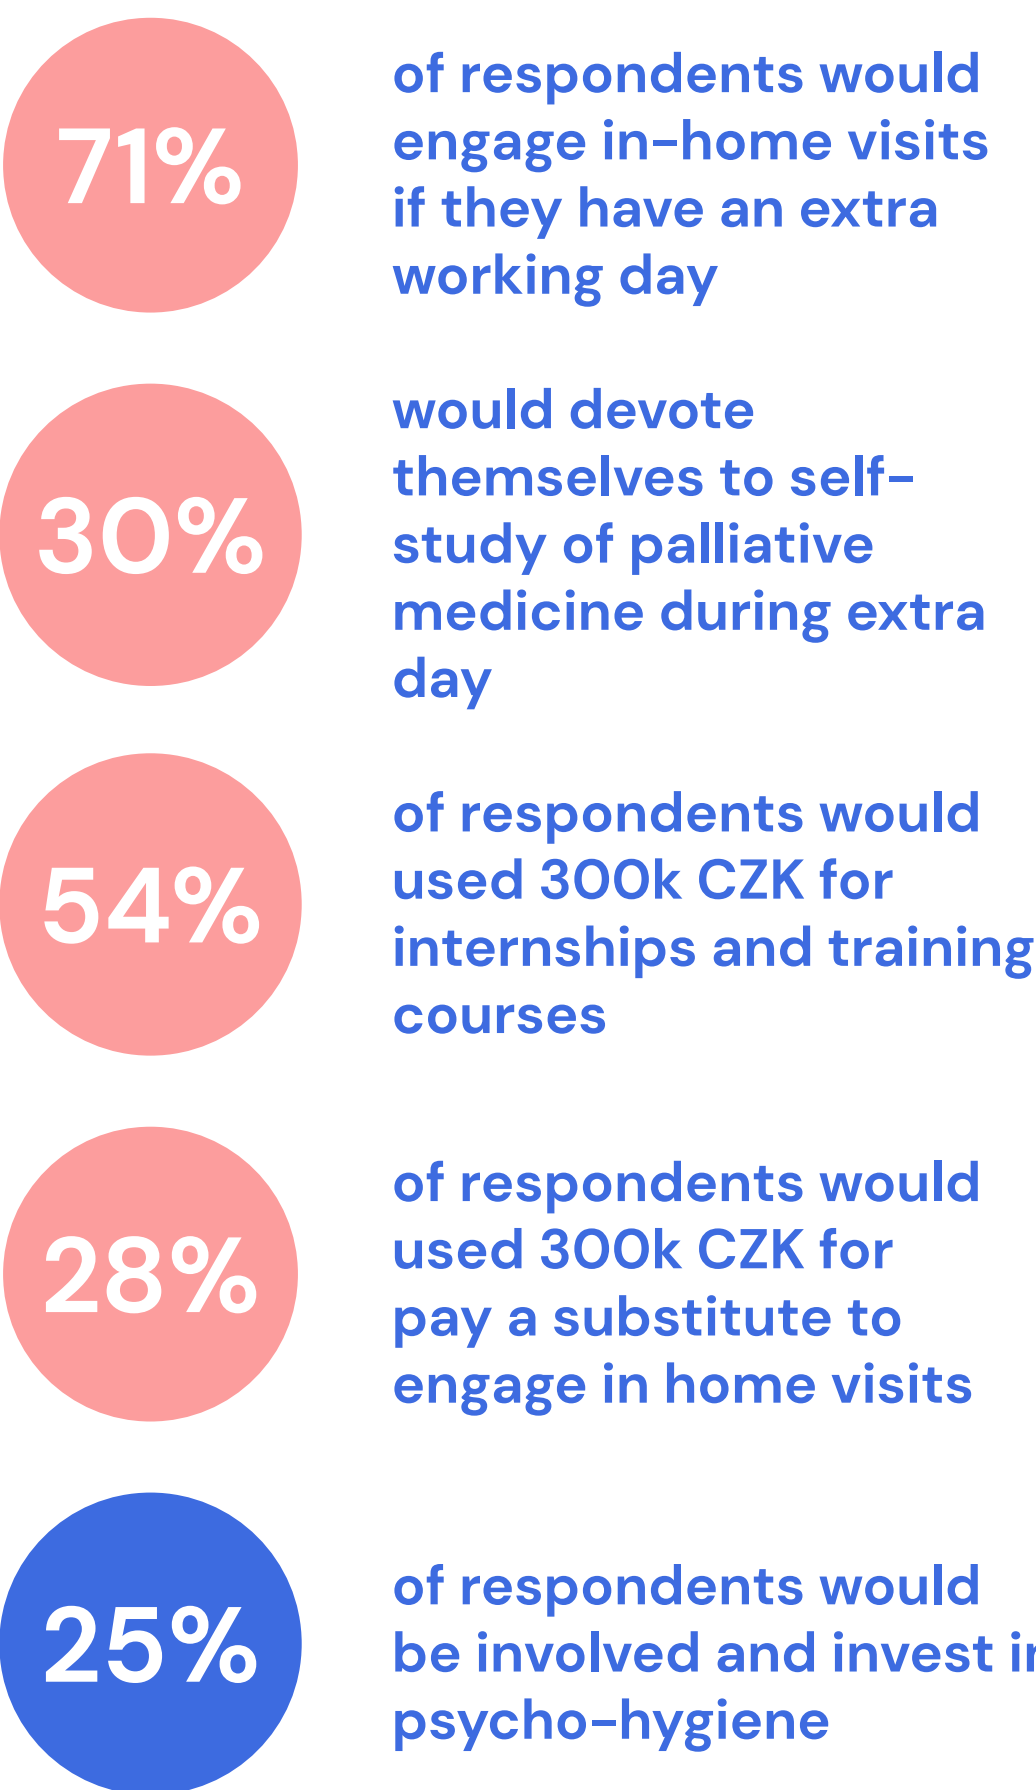 71%
of respondents would
engage in-home visits
if they have an extra
working day
30%
would devote
themselves to self-
study of palliative
medicine during extra
day
54%
of respondents would
used 300k CZK for
internships and training
courses
28%
of respondents would
used 300k CZK for
pay a substitute to
engage in home visits
25%
of respondents would
be involved and invest in
psycho-hygiene